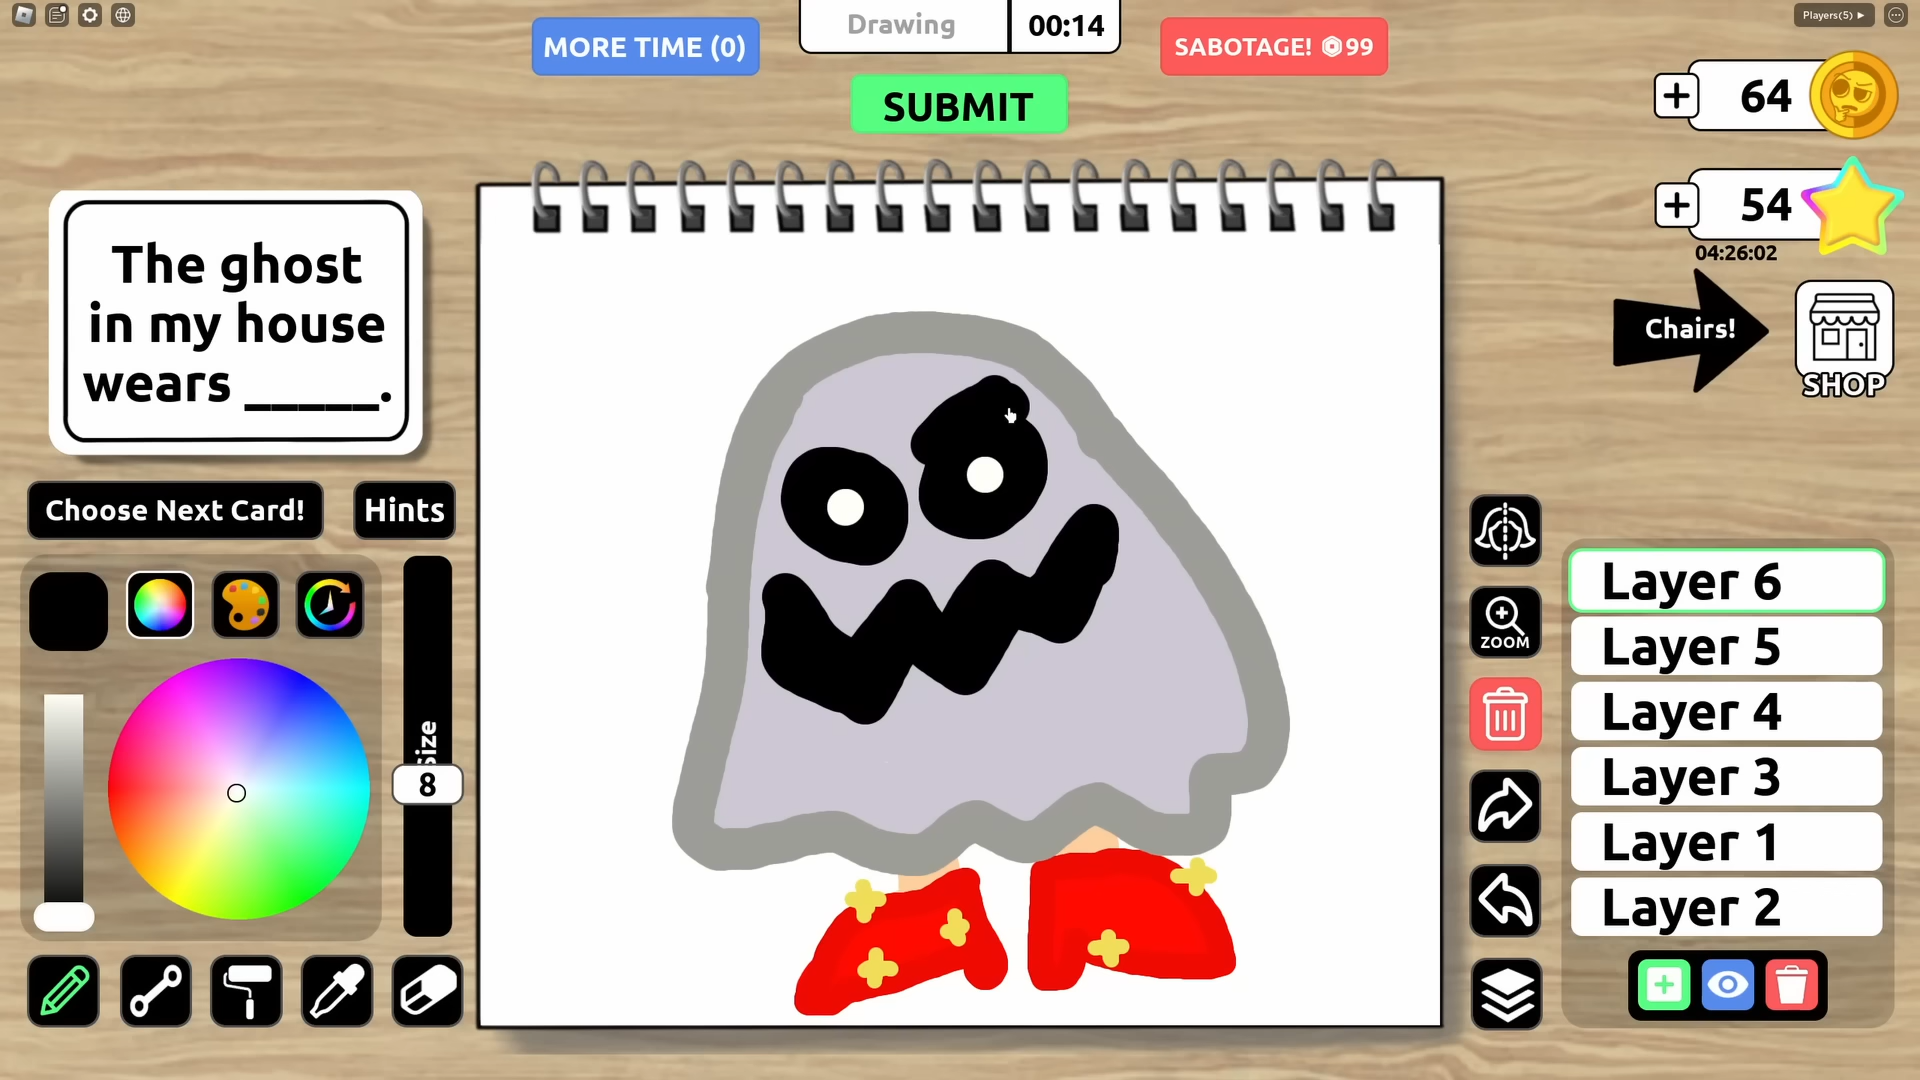 Players(5)
MORE TIME (0)
Drawing
00:14
SABOTAGE! 99
SUBMIT
+ 64
+ 54
04:26:02
Chairs!
SHOP
The ghost
in my house
wears _____.
Choose Next Card!
Hints
Size
8
ZOOM
Layer 6
Layer 5
Layer 4
Layer 3
Layer 1
Layer 2